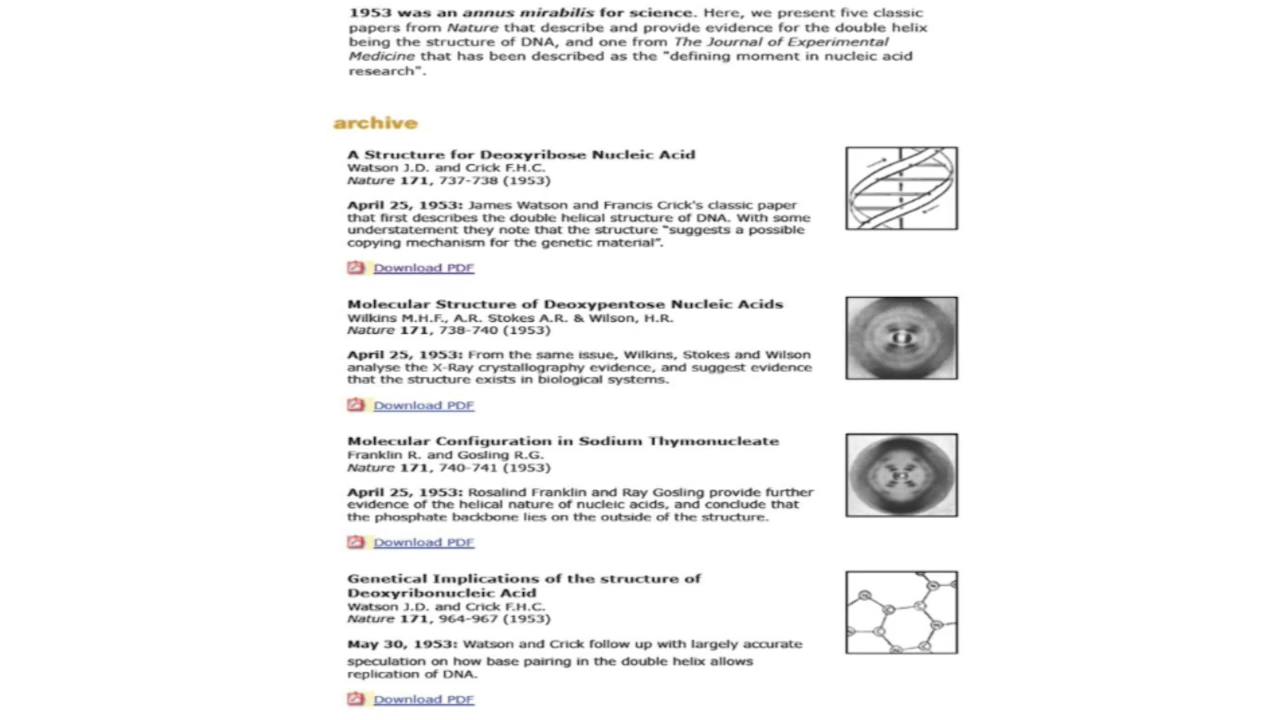 1953 was an annus mirabilis for science. Here, we present five classic
papers from Nature that describe and provide evidence for the double helix
being the structure of DNA, and one from The Journal of Experimental
Medicine that has been described as the "defining moment in nucleic acid
research".
archive
A Structure for Deoxyribose Nucleic Acid
Watson J.D. and Crick F.H.C.
Nature 171, 737-738 (1953)
April 25, 1953: James Watson and Francis Crick's classic paper
that first describes the double helical structure of DNA. With some
understatement they note that the structure "suggests a possible
copying mechanism for the genetic material".
Download PDF
Molecular Structure of Deoxypentose Nucleic Acids
Wilkins M.H.F., A.R. Stokes A.R. & Wilson, H.R.
Nature 171, 738-740 (1953)
April 25, 1953: From the same issue, Wilkins, Stokes and Wilson
analyse the X-Ray crystallography evidence, and suggest evidence
that the structure exists in biological systems.
Download PDF
Molecular Configuration in Sodium Thymonucleate
Franklin R. and Gosling R.G.
Nature 171, 740-741 (1953)
April 25, 1953: Rosalind Franklin and Ray Gosling provide further
evidence of the helical nature of nucleic acids, and conclude that
the phosphate backbone lies on the outside of the structure.
Download PDF
Genetical Implications of the structure of
Deoxyribonucleic Acid
Watson J.D. and Crick F.H.C.
Nature 171, 964-967 (1953)
May 30, 1953: Watson and Crick follow up with largely accurate
speculation on how base pairing in the double helix allows
replication of DNA.
Download PDF